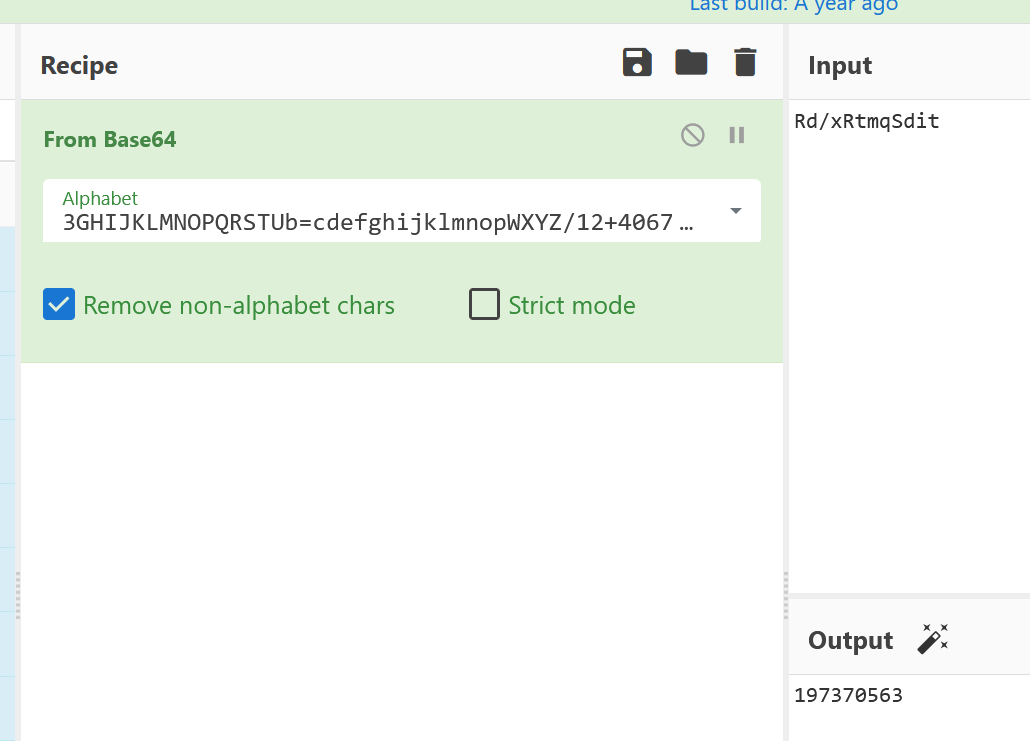 Last build: A year ago
Recipe
Input
From Base64
Alphabet
3GHIJKLMNOPQRSTUb=cdefghijklmnopWXYZ/12+4067 …
Remove non-alphabet chars
Strict mode
Rd/xRtmqSdit
Output
197370563